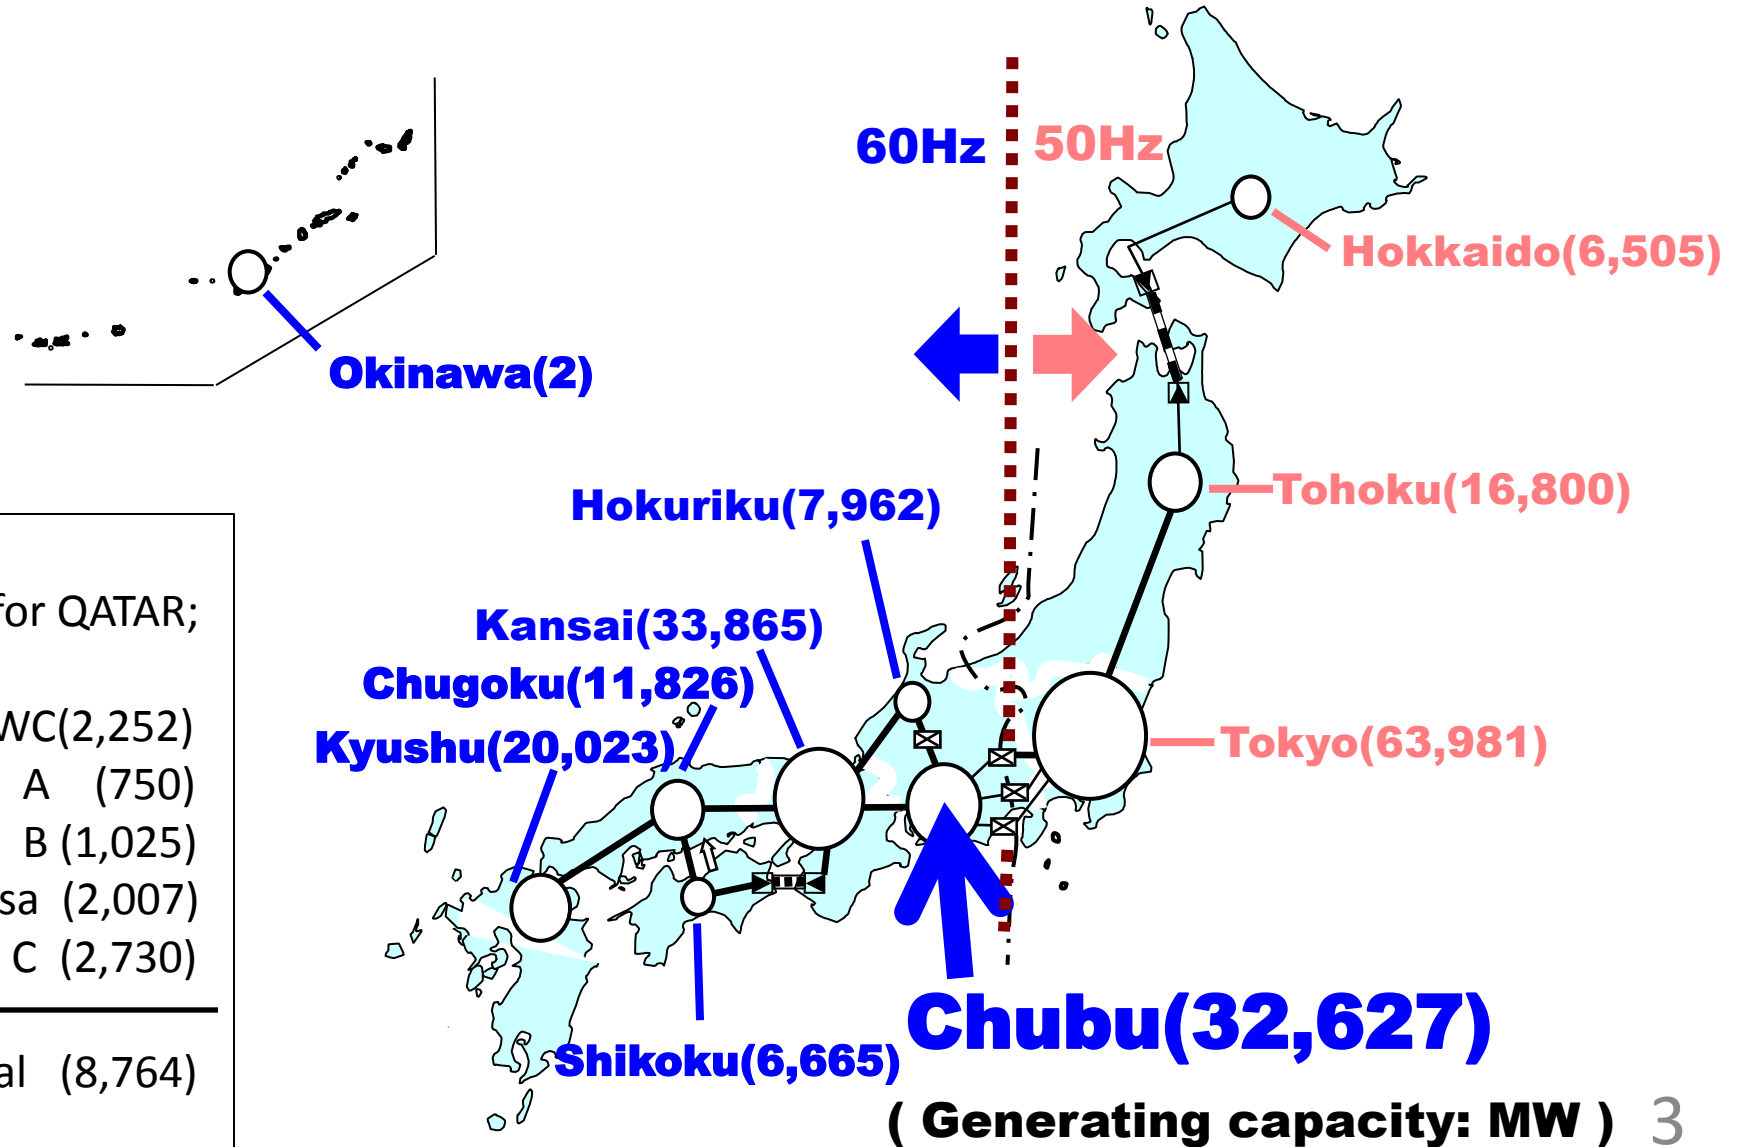 60Hz 50Hz
Hokkaido(6,505)
Okinawa(2)
Tohoku(16,800)
Hokuriku(7,962)
Kansai(33,865)
Chugoku(11,826)
Kyushu(20,023)
Tokyo(63,981)
for QATAR;
WC(2,252)
A (750)
B (1,025)
sa (2,007)
C (2,730)
al (8,764)
Chubu(32,627)
Shikoku(6,665)
( Generating capacity: MW ) 3